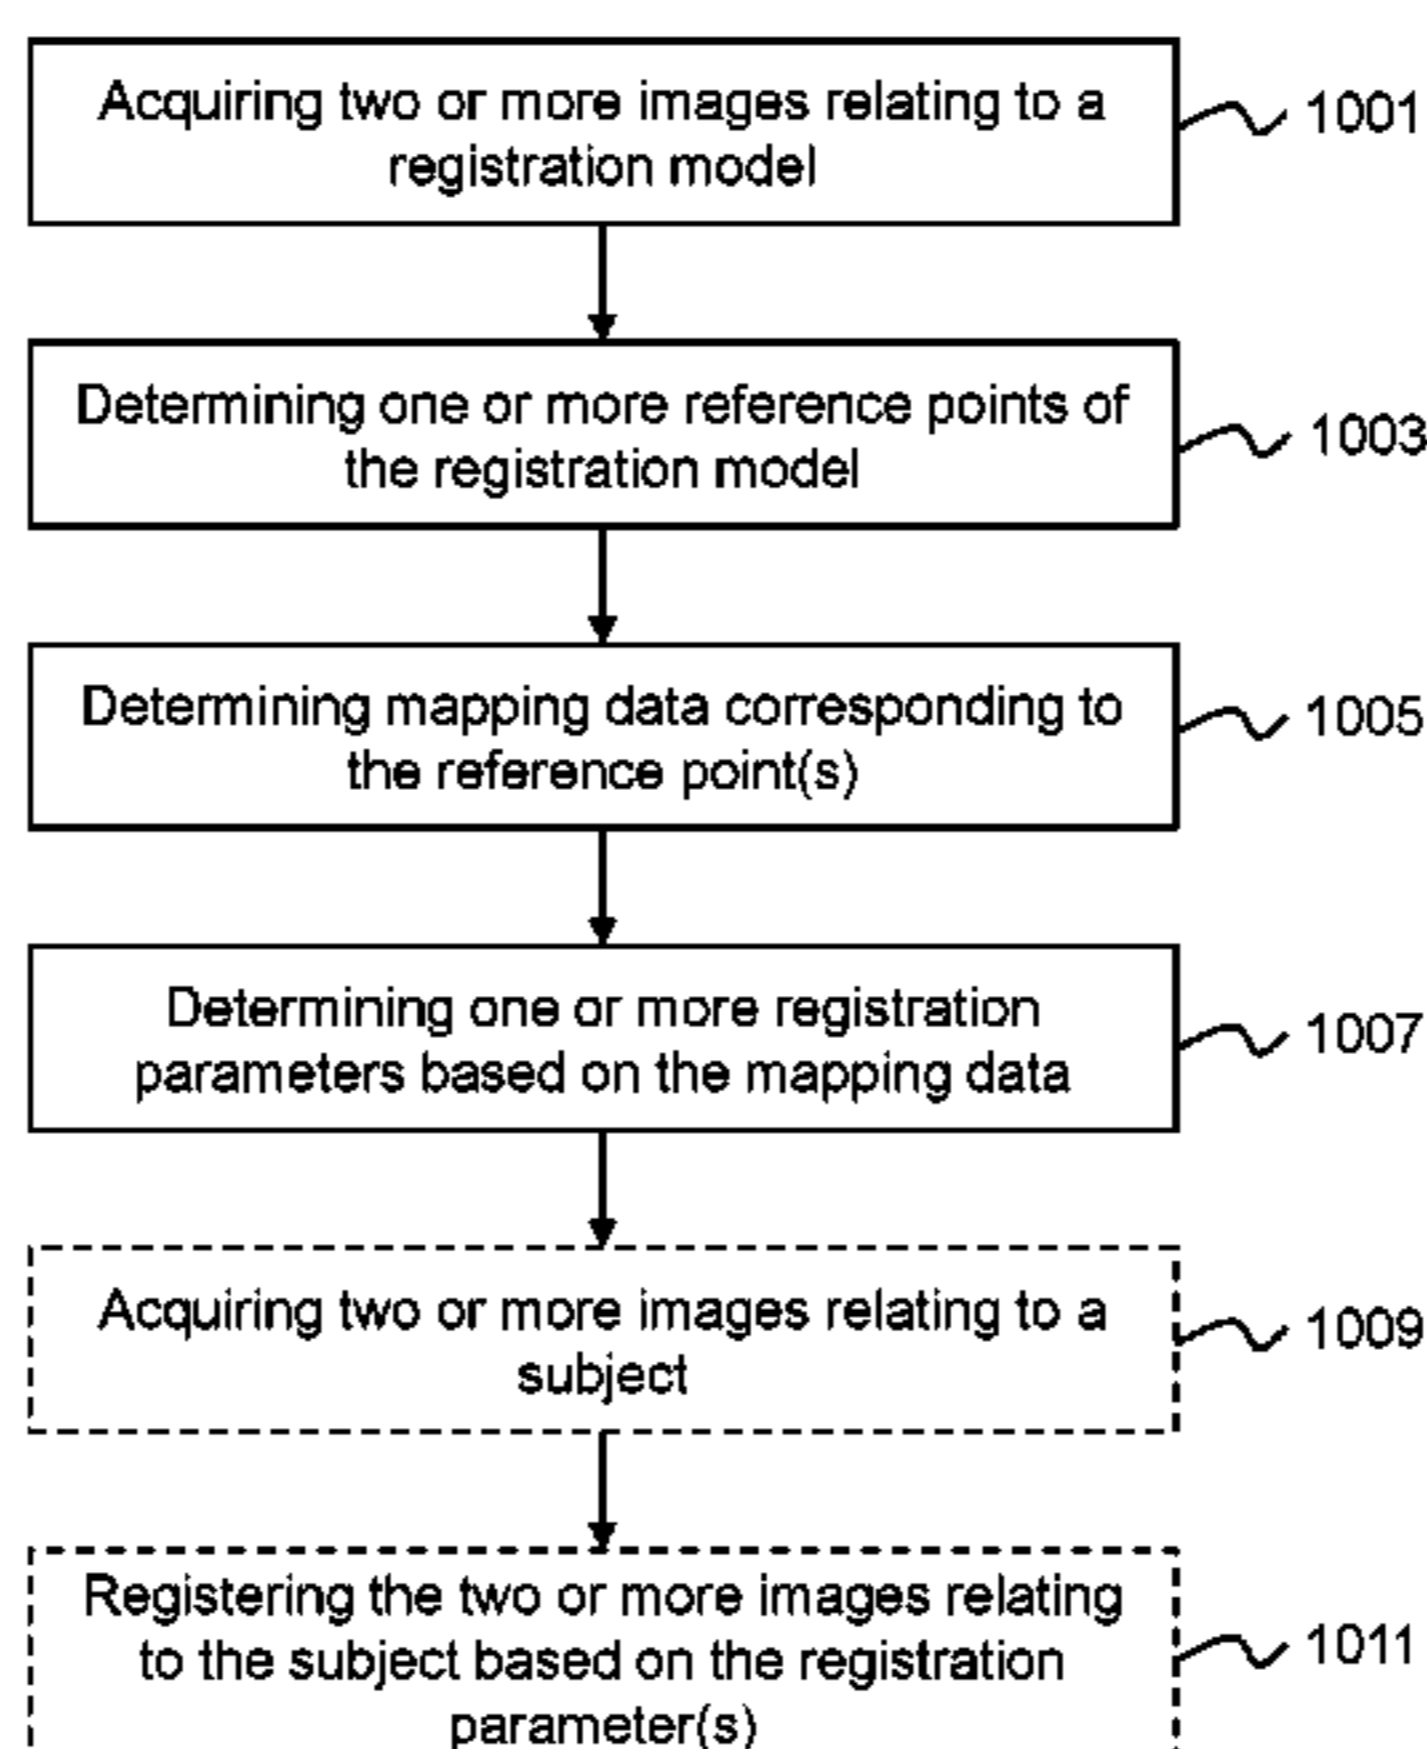 Acquiring two or more images relating to a
registration model
1001
Determining one or more reference points of
the registration model
1003
Determining mapping data corresponding to
the reference point(s)
1005
Determining one or more registration
parameters based on the mapping data
1007
Acquiring two or more images relating to a
subject
1009
Registering the two or more images relating
to the subject based on the registration
parameter(s)
1011